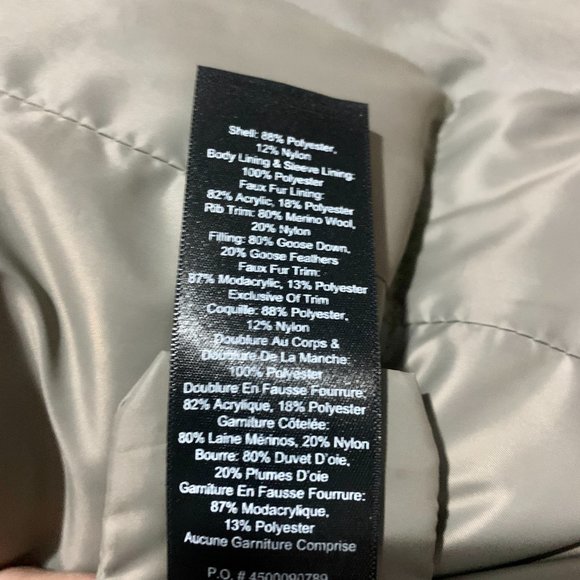 Shell: 88% Polyester,
12% Nylon
Body Lining & Sleeve Lining:
100% Polyester
Faux Fur Lining:
82% Acrylic, 18% Polyester
Rib Trim: 80% Merino Wool,
20% Nylon
Filling: 80% Goose Down,
20% Goose Feathers
Faux Fur Trim:
87% Modacrylic, 13% Polyester
Exclusive Of Trim
Coquille: 88% Polyester,
12% Nylon
Doublure Au Corps &
Doublure De La Manche:
100% Polyester
Doublure En Fausse Fourrure:
82% Acrylique, 18% Polyester
Garniture Côtelée:
80% Laine Mérinos, 20% Nylon
Bourre: 80% Duvet D'oie,
20% Plumes D'oie
Garniture En Fausse Fourrure:
87% Modacrylique,
13% Polyester
Aucune Garniture Comprise
P.O. # 4500090789